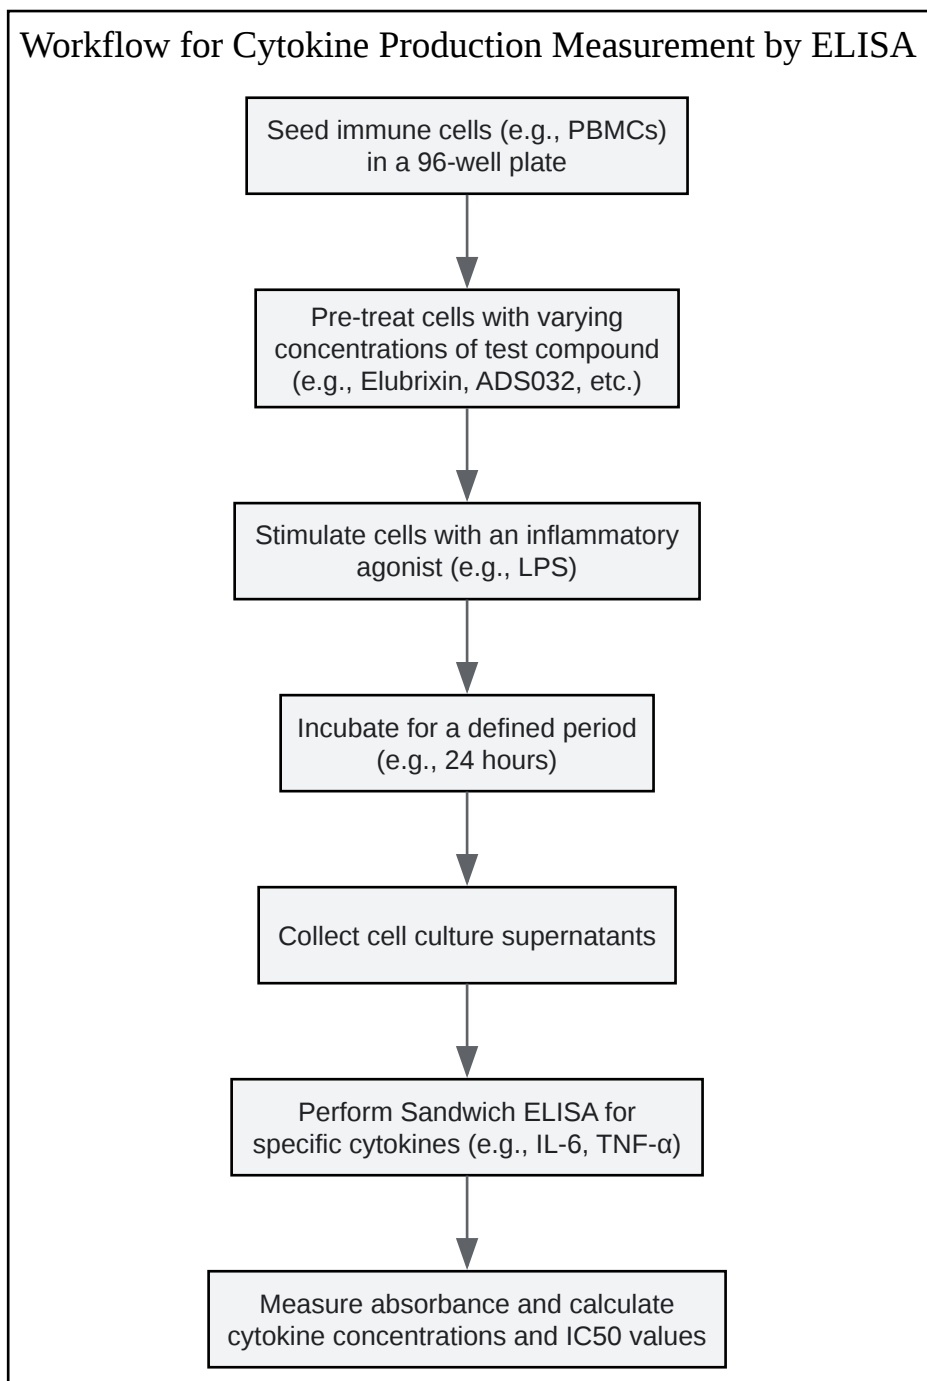 Workflow for Cytokine Production Measurement by ELISA
Seed immune cells (e.g., PBMCs)
in a 96-well plate
Pre-treat cells with varying
concentrations of test compound
(e.g., Elubrixin, ADS032, etc.)
Stimulate cells with an inflammatory
agonist (e.g., LPS)
Incubate for a defined period
(e.g., 24 hours)
Collect cell culture supernatants
Perform Sandwich ELISA for
specific cytokines (e.g., IL-6, TNF-α)
Measure absorbance and calculate
cytokine concentrations and IC50 values